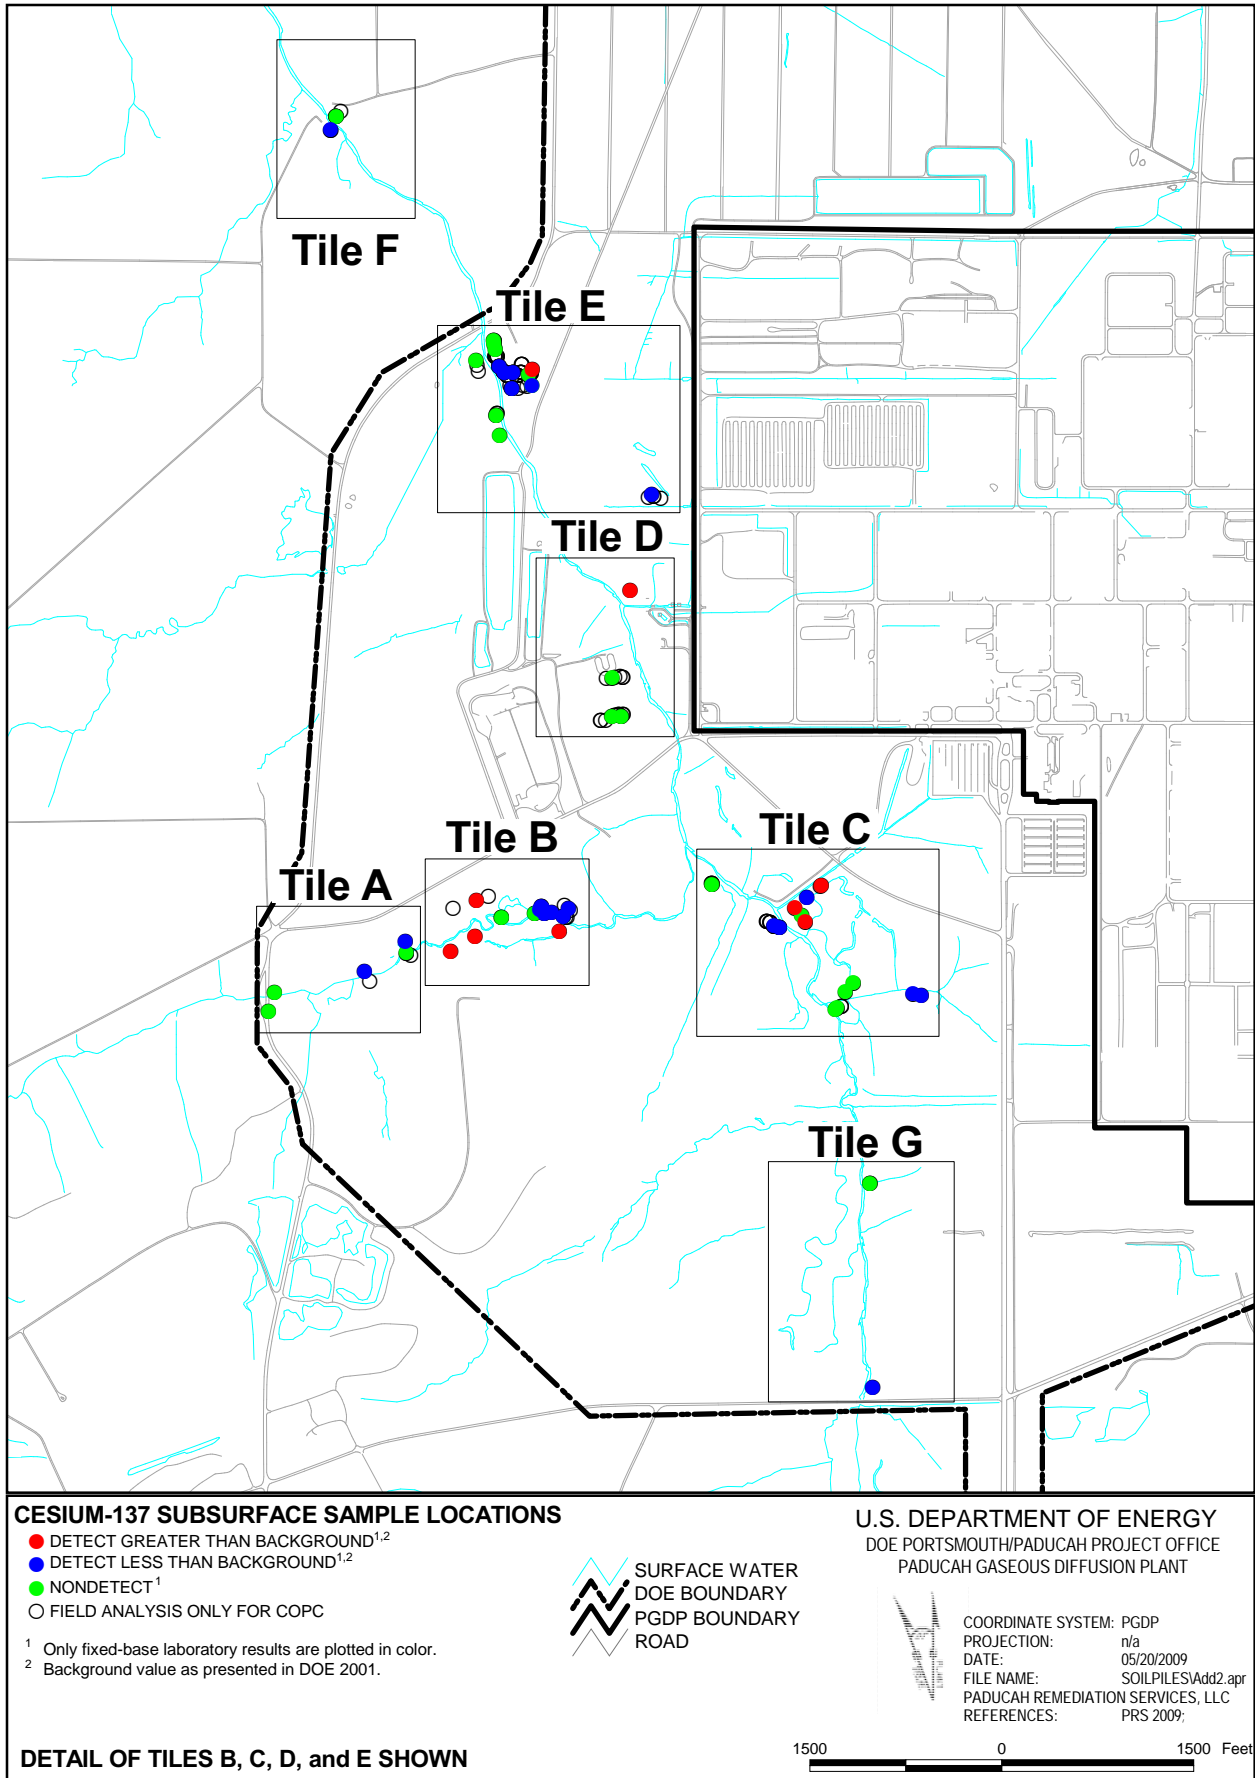 Tile F
Tile E
Tile D
Tile B
Tile C
Tile A
Tile G
CESIUM-137 SUBSURFACE SAMPLE LOCATIONS
DETECT GREATER THAN BACKGROUND1,2
DETECT LESS THAN BACKGROUND1,2
NONDETECT1
FIELD ANALYSIS ONLY FOR COPC
1 Only fixed-base laboratory results are plotted in color.
2 Background value as presented in DOE 2001.
DETAIL OF TILES B, C, D, and E SHOWN
SURFACE WATER
DOE BOUNDARY
PGDP BOUNDARY
ROAD
U.S. DEPARTMENT OF ENERGY
DOE PORTSMOUTH/PADUCAH PROJECT OFFICE
PADUCAH GASEOUS DIFFUSION PLANT
COORDINATE SYSTEM: PGDP
PROJECTION: n/a
DATE: 05/20/2009
FILE NAME: SOILPILES\Add2.apr
PADUCAH REMEDIATION SERVICES, LLC
REFERENCES: PRS 2009;
1500 0 1500 Feet